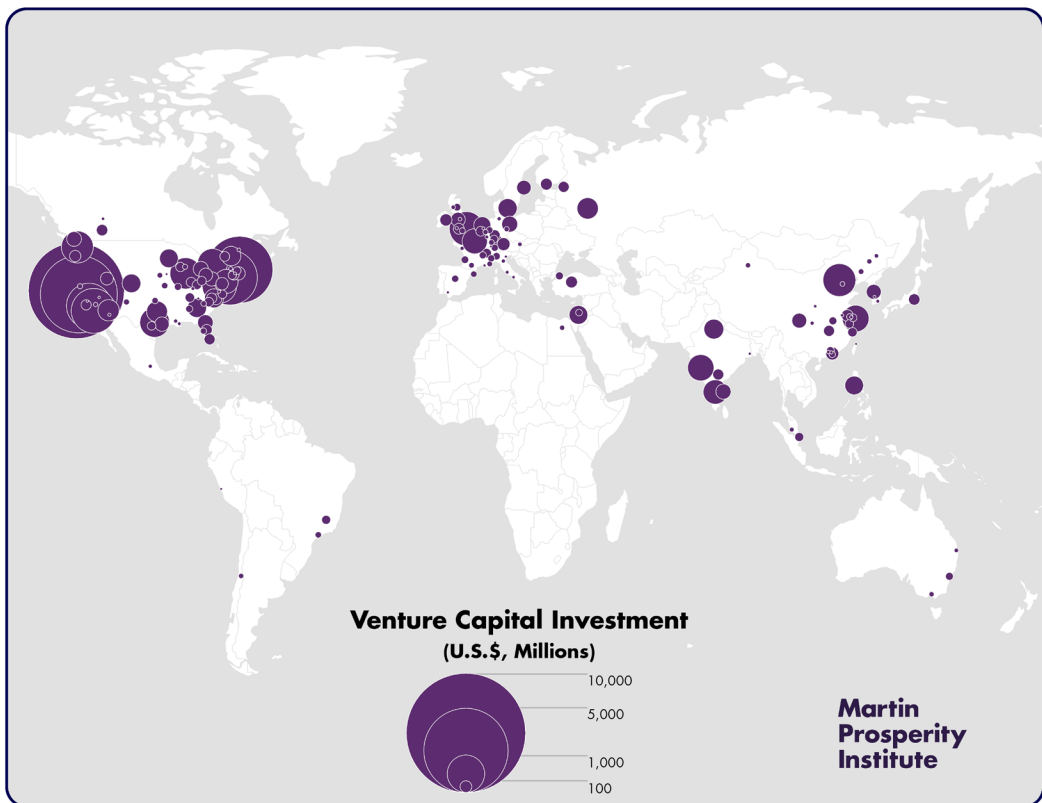 Venture Capital Investment
(U.S.$, Millions)
10,000
5,000
1,000
100
Martin
Prosperity
Institute